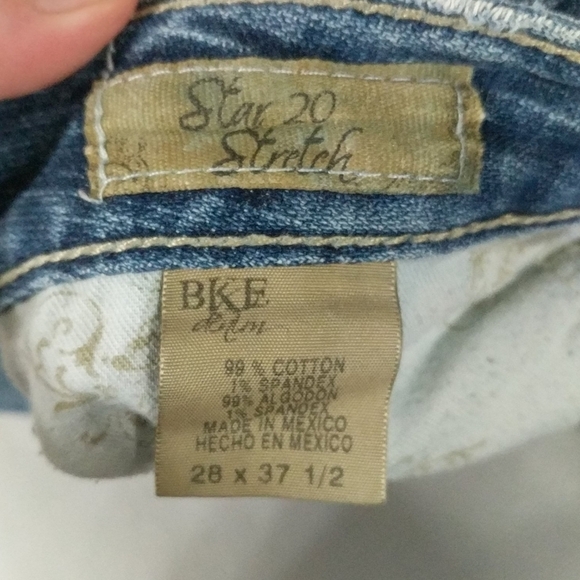 Star 20
Stretch
BKE
denim
99 % COTTON
1% SPANDEX
99% ALGODON
1% SPANDEX
MADE IN MEXICO
HECHO EN MEXICO
28 x 37 1/2